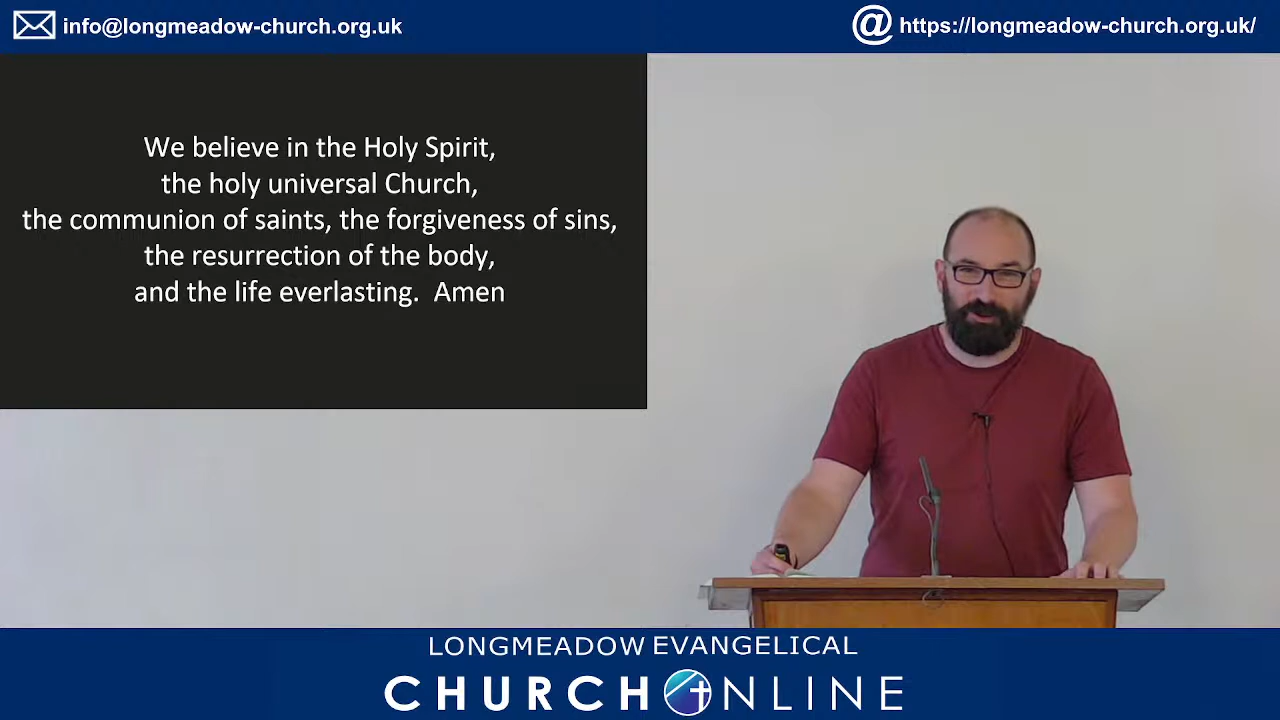 info@longmeadow-church.org.uk
https://longmeadow-church.org.uk/
We believe in the Holy Spirit,
the holy universal Church,
the communion of saints, the forgiveness of sins,
the resurrection of the body,
and the life everlasting.  Amen
LONGMEADOW EVANGELICAL
CHURCH ONLINE